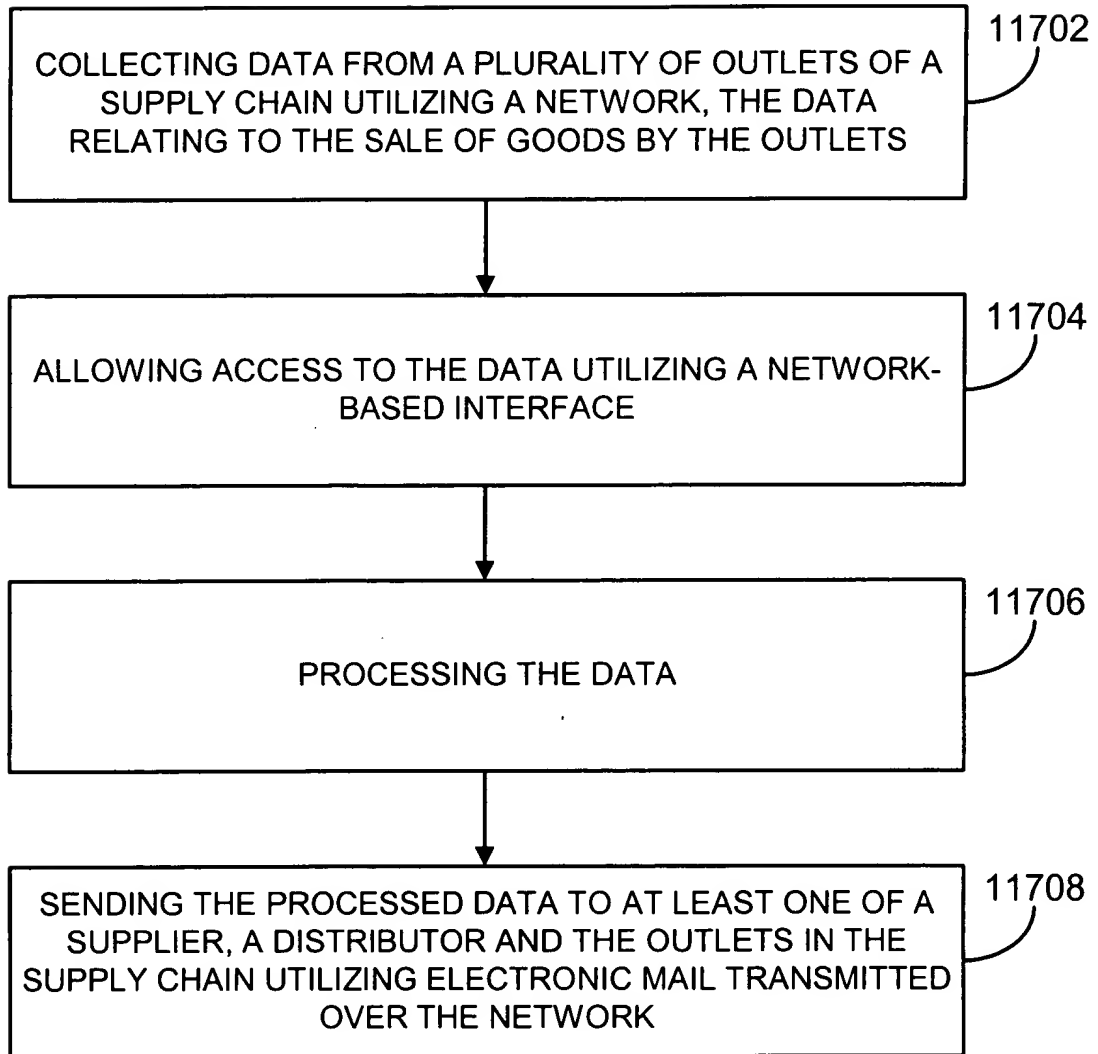 11702
COLLECTING DATA FROM A PLURALITY OF OUTLETS OF A
SUPPLY CHAIN UTILIZING A NETWORK, THE DATA
RELATING TO THE SALE OF GOODS BY THE OUTLETS
11704
ALLOWING ACCESS TO THE DATA UTILIZING A NETWORK-
BASED INTERFACE
11706
PROCESSING THE DATA
11708
SENDING THE PROCESSED DATA TO AT LEAST ONE OF A
SUPPLIER, A DISTRIBUTOR AND THE OUTLETS IN THE
SUPPLY CHAIN UTILIZING ELECTRONIC MAIL TRANSMITTED
OVER THE NETWORK